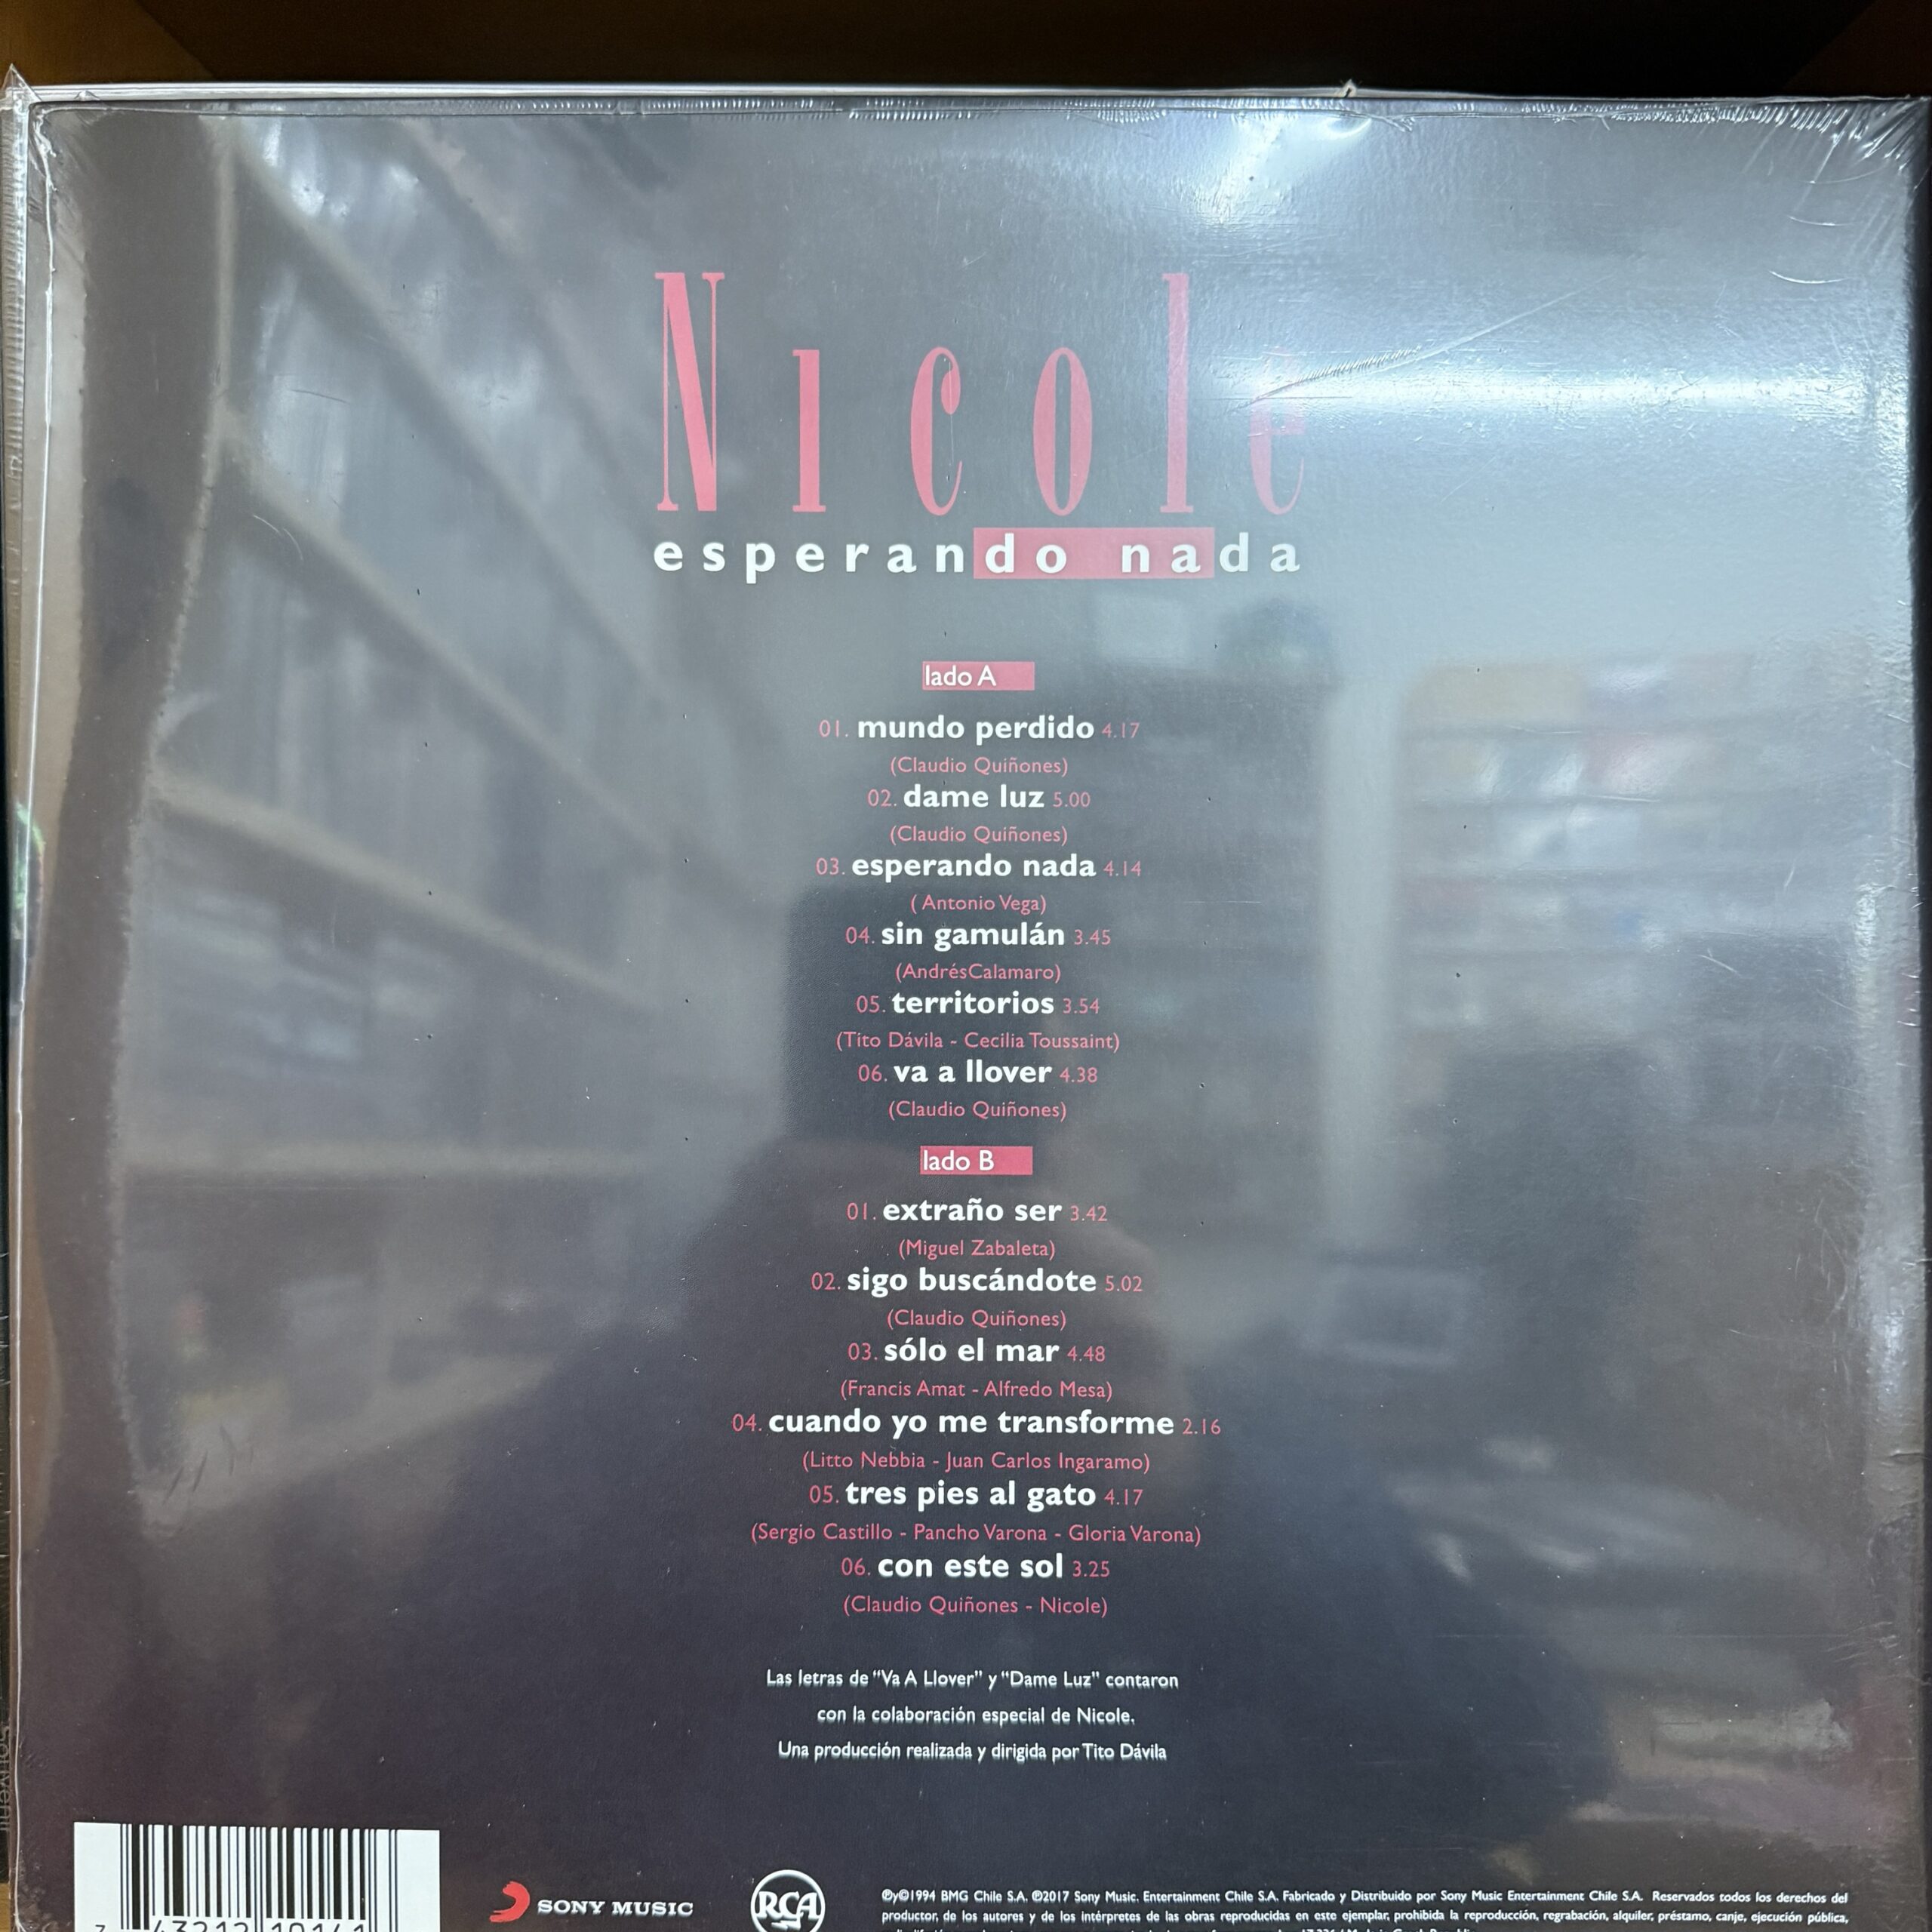 Nicole
esperando nada
lado A
01. mundo perdido 4.17
(Claudio Quiñones)
02. dame luz 5.00
(Claudio Quiñones)
03. esperando nada 4.14
( Antonio Vega)
04. sin gamulán 3.45
(AndrésCalamaro)
05. territorios 3.54
(Tito Dávila - Cecilia Toussaint)
06. va a llover 4.38
(Claudio Quiñones)
lado B
01. extraño ser 3.42
(Miguel Zabaleta)
02. sigo buscándote 5.02
(Claudio Quiñones)
03. sólo el mar 4.48
(Francis Amat - Alfredo Mesa)
04. cuando yo me transforme 2.16
(Litto Nebbia - Juan Carlos Ingaramo)
05. tres pies al gato 4.17
(Sergio Castillo - Pancho Varona - Gloria Varona)
06. con este sol 3.25
(Claudio Quiñones - Nicole)
Las letras de “Va A Llover” y “Dame Luz” contaron
con la colaboración especial de Nicole.
Una producción realizada y dirigida por Tito Dávila
SONY MUSIC
RCA
℗y©1994 BMG Chile S.A. ℗2017 Sony Music. Entertainment Chile S.A. Fabricado y Distribuido por Sony Music Entertainment Chile S.A. Reservados todos los derechos del
productor, de los autores y de los intérpretes de las obras reproducidas en este ejemplar, prohibida la reproducción, regrabación, alquiler, préstamo, canje, ejecución pública,